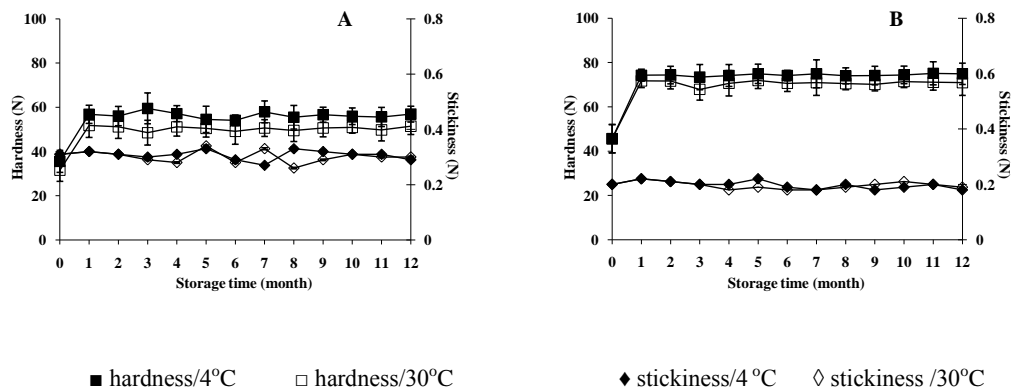 A
100
80
60
40
20
0
Hardness (N)
0.8
0.6
0.4
0.2
0
Stickiness (N)
0 1 2 3 4 5 6 7 8 9 10 11 12
Storage time (month)
B
100
80
60
40
20
0
Hardness (N)
0.8
0.6
0.4
0.2
0
Stickiness (N)
0 1 2 3 4 5 6 7 8 9 10 11 12
Storage time (month)
hardness/4°C hardness/30°C stickiness/4 °C stickiness /30°C